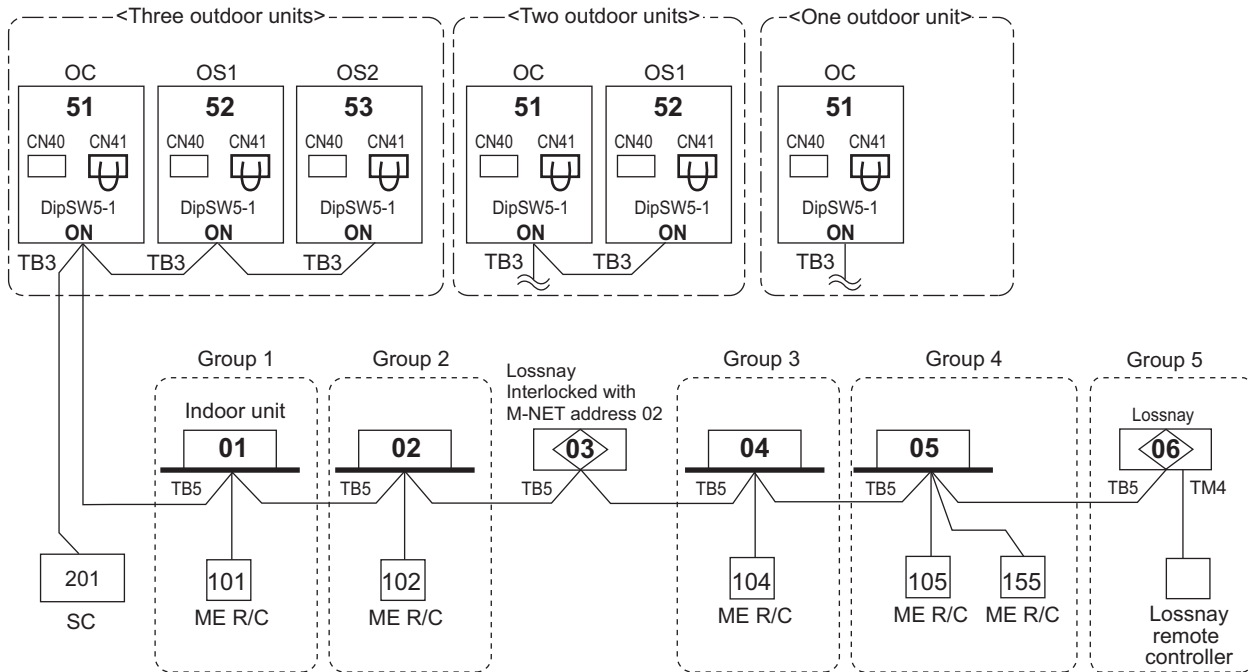 <Three outdoor units>
<Two outdoor units>
<One outdoor unit>
OC
OS1
OS2
OC
OS1
OC
51
52
53
51
52
51
CN40 CN41
CN40 CN41
CN40 CN41
CN40 CN41
CN40 CN41
CN40 CN41
DipSW5-1
DipSW5-1
DipSW5-1
DipSW5-1
DipSW5-1
DipSW5-1
ON
ON
ON
ON
ON
ON
TB3
TB3
TB3
TB3
TB3
TB3
Group 1
Group 2
Lossnay
Interlocked with
M-NET address 02
Group 3
Group 4
Group 5
Indoor unit
Lossnay
01
02
03
04
05
06
TB5
TB5
TB5
TB5
TB5
TB5
TM4
201
101
102
104
105
155
SC
ME R/C
ME R/C
ME R/C
ME R/C
ME R/C
Lossnay
remote
controller